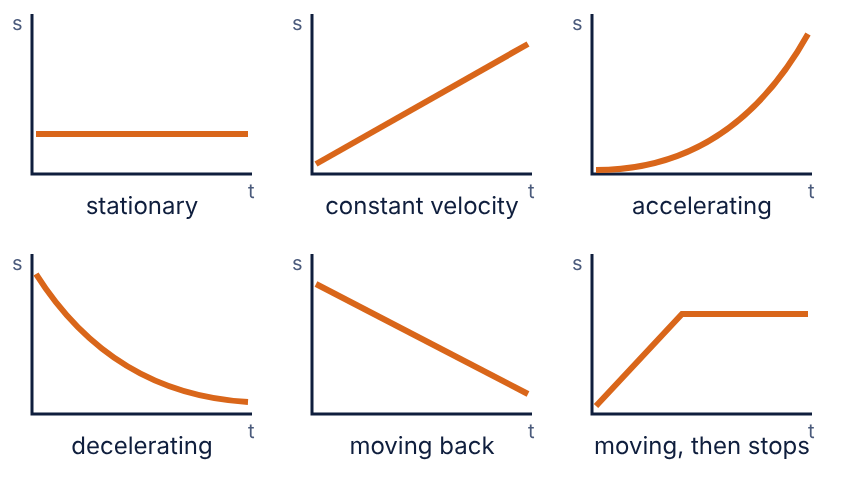 s
t
stationary
s
t
constant velocity
s
t
accelerating
s
t
decelerating
s
t
moving back
s
t
moving, then stops